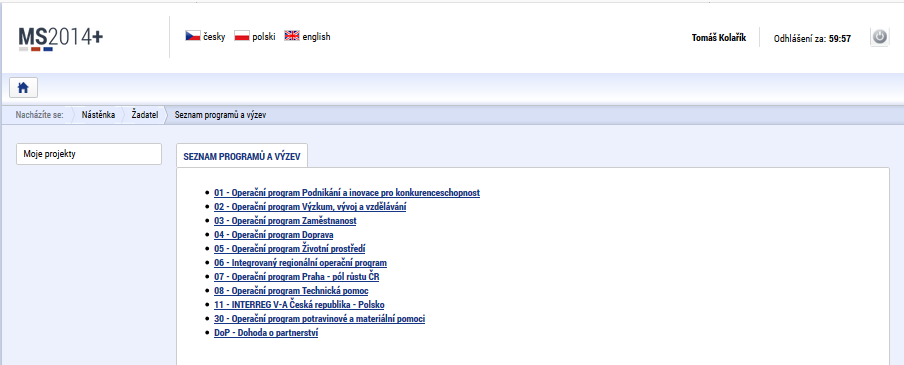 MS2014+
česky polski english
Tomáš Kolařík Odhlášení za: 59:57
Nacházíte se: Nástěnka Žadatel Seznam programů a výzev
Moje projekty
SEZNAM PROGRAMŮ A VÝZEV
01 - Operační program Podnikání a inovace pro konkurenceschopnost
02 - Operační program Výzkum, vývoj a vzdělávání
03 - Operační program Zaměstnanost
04 - Operační program Doprava
05 - Operační program Životní prostředí
06 - Integrovaný regionální operační program
07 - Operační program Praha - pól růstu ČR
08 - Operační program Technická pomoc
11 - INTERREG V-A Česká republika - Polsko
30 - Operační program potravinové a materiální pomoci
DoP - Dohoda o partnerství